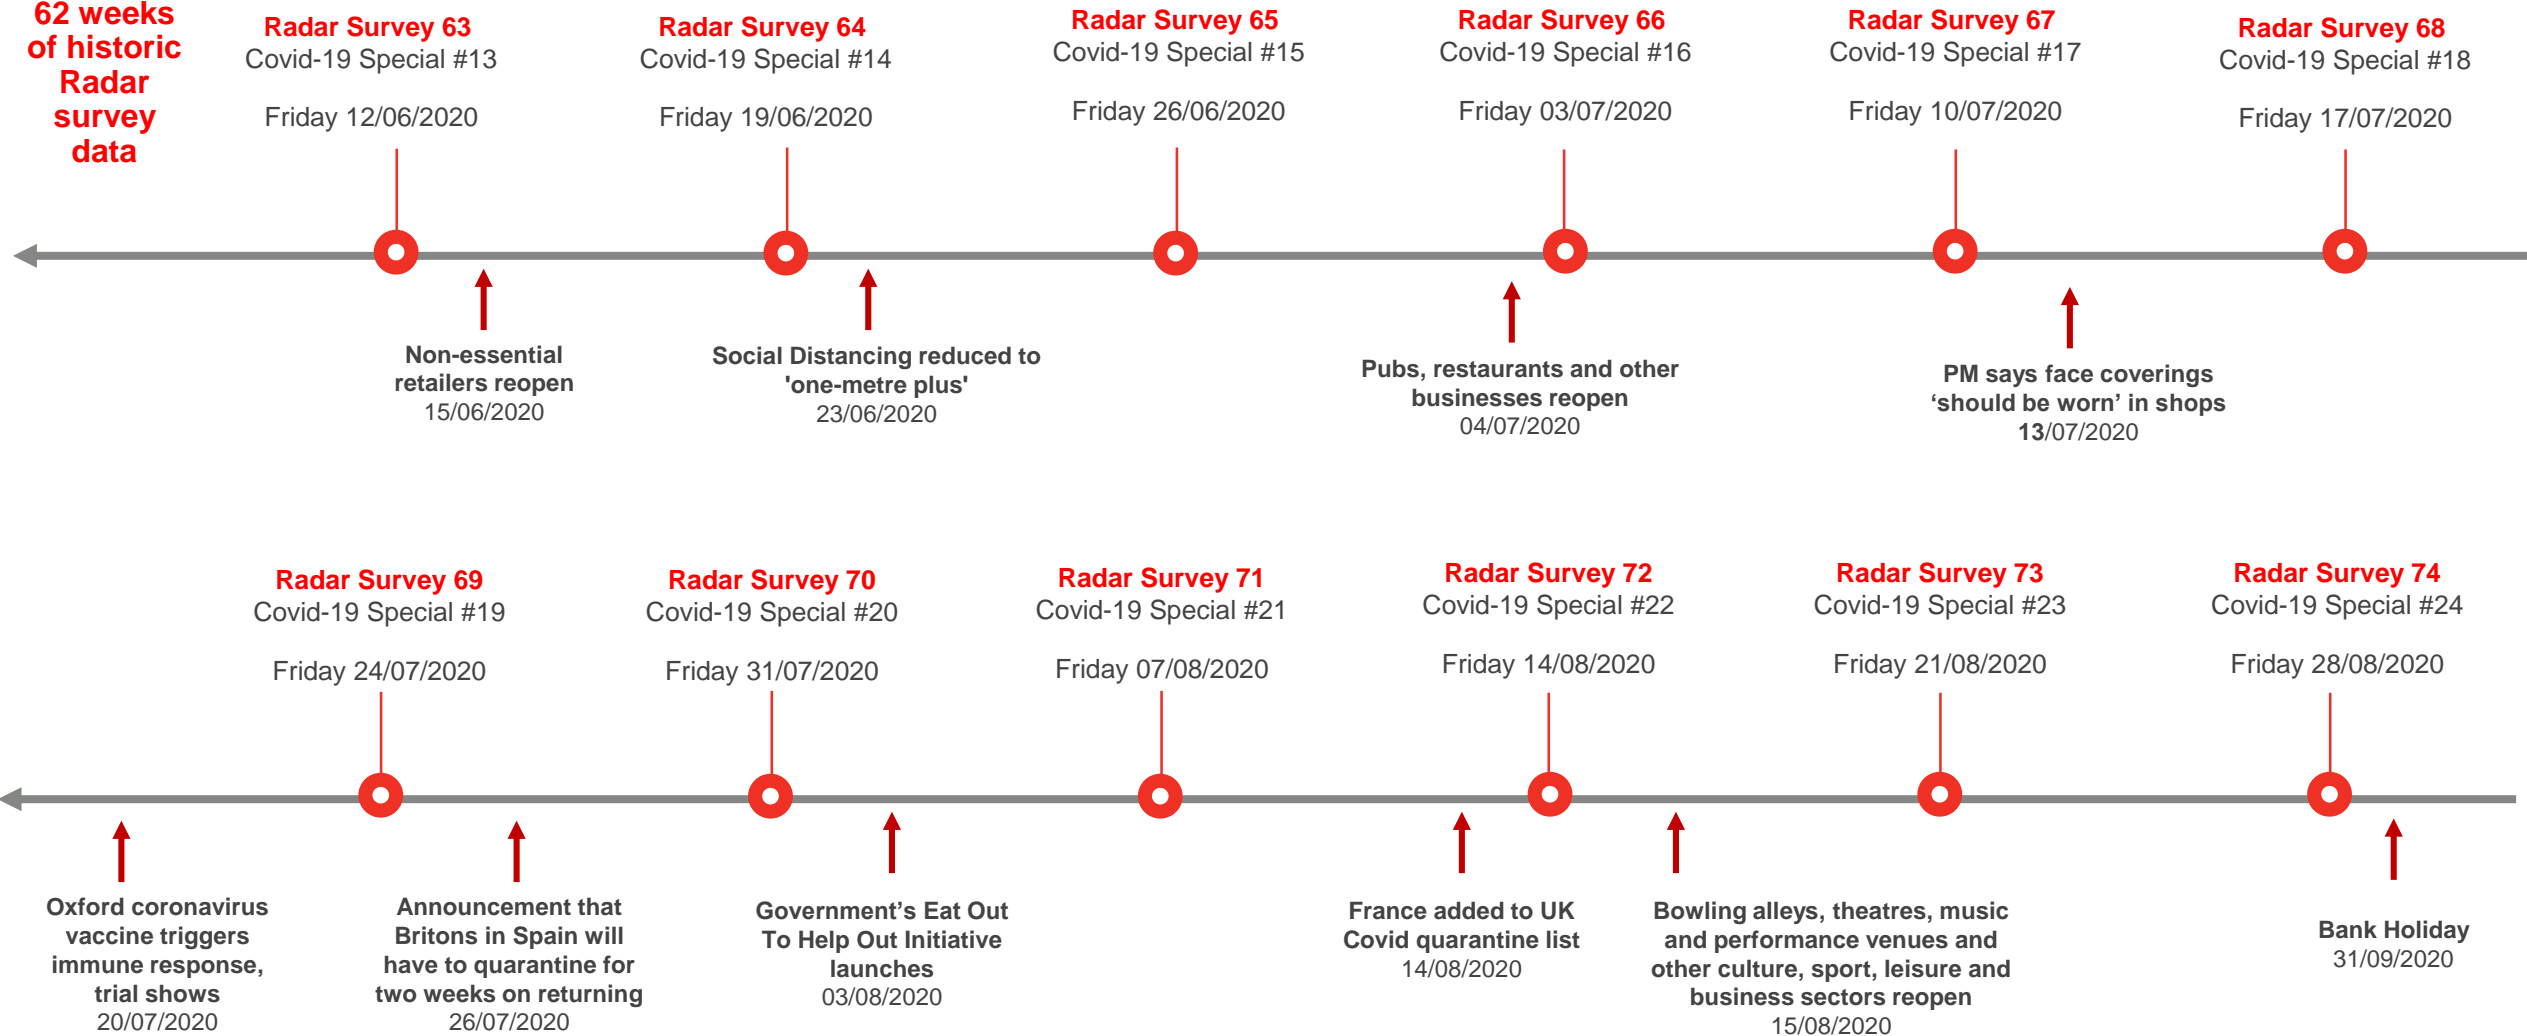 62 weeks
of historic
Radar
survey
data
Radar Survey 63
Covid-19 Special #13
Friday 12/06/2020
Radar Survey 64
Covid-19 Special #14
Friday 19/06/2020
Radar Survey 65
Covid-19 Special #15
Friday 26/06/2020
Radar Survey 66
Covid-19 Special #16
Friday 03/07/2020
Radar Survey 67
Covid-19 Special #17
Friday 10/07/2020
Radar Survey 68
Covid-19 Special #18
Friday 17/07/2020
Non-essential
retailers reopen
15/06/2020
Social Distancing reduced to
'one-metre plus'
23/06/2020
Pubs, restaurants and other
businesses reopen
04/07/2020
PM says face coverings
‘should be worn’ in shops
13/07/2020
Radar Survey 69
Covid-19 Special #19
Friday 24/07/2020
Radar Survey 70
Covid-19 Special #20
Friday 31/07/2020
Radar Survey 71
Covid-19 Special #21
Friday 07/08/2020
Radar Survey 72
Covid-19 Special #22
Friday 14/08/2020
Radar Survey 73
Covid-19 Special #23
Friday 21/08/2020
Radar Survey 74
Covid-19 Special #24
Friday 28/08/2020
Oxford coronavirus
vaccine triggers
immune response,
trial shows
20/07/2020
Announcement that
Britons in Spain will
have to quarantine for
two weeks on returning
26/07/2020
Government’s Eat Out
To Help Out Initiative
launches
03/08/2020
France added to UK
Covid quarantine list
14/08/2020
Bowling alleys, theatres, music
and performance venues and
other culture, sport, leisure and
business sectors reopen
15/08/2020
Bank Holiday
31/09/2020